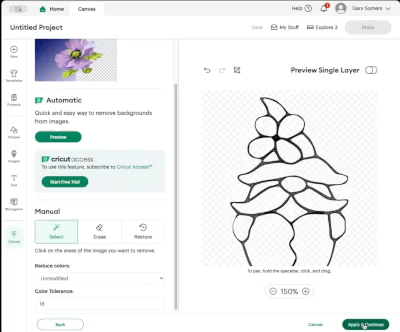 Home
Canvas
Help
Gary Somers
Untitled Project
Save
My Stuff
Explore 3
Make
New
Templates
Projects
Shapes
Images
Text
Monogram
Upload
Automatic
Quick and easy way to remove backgrounds
from images.
Preview
cricut access
To use this feature, subscribe to Cricut Access™
Start Free Trial
Manual
Select
Erase
Restore
Click on the areas of the image you want to remove.
Reduce colors:
Unmodified
Color Tolerance:
18
Back
Preview Single Layer
To pan, hold the spacebar, click, and drag.
150%
Cancel
Apply & Continue